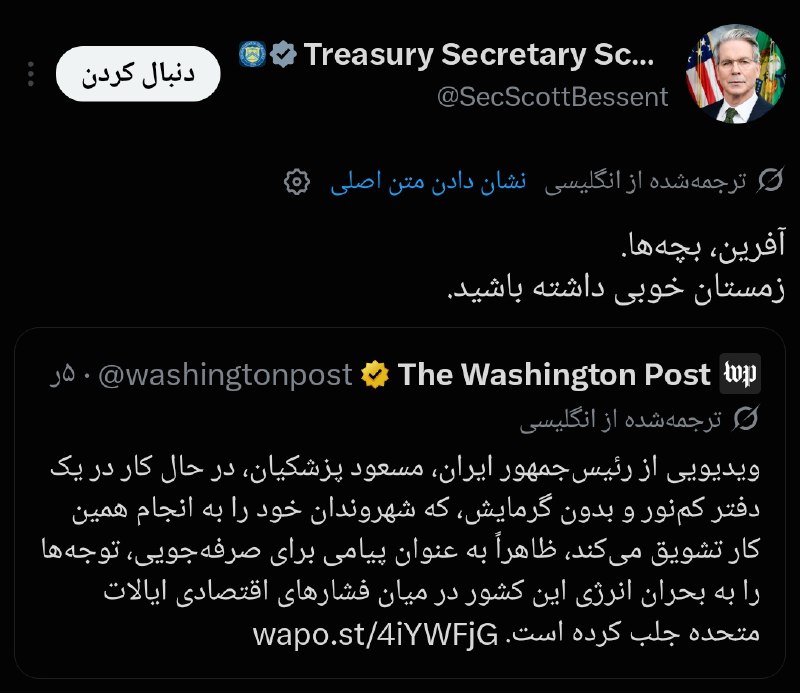 Treasury Secretary Sc...
@SecScottBessent
دنبال کردن
ترجمه‌شده از انگلیسی نشان دادن متن اصلی
آفرین، بچه‌ها.
زمستان خوبی داشته باشید.
wp The Washington Post @washingtonpost · ۵ر
ترجمه‌شده از انگلیسی
ویدیویی از رئیس‌جمهور ایران، مسعود پزشکیان، در حال کار در یک
دفتر کم‌نور و بدون گرمایش، که شهروندان خود را به انجام همین
کار تشویق می‌کند، ظاهراً به عنوان پیامی برای صرفه‌جویی، توجه‌ها
را به بحران انرژی این کشور در میان فشارهای اقتصادی ایالات
متحده جلب کرده است. wapo.st/4iYWFjG